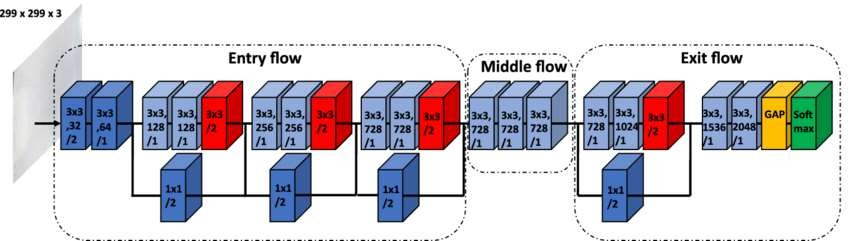 299 x 299 x 3
Entry flow
Middle flow
Exit flow
3x3
,32
/2
3x3
,64
/1
3x3,
128
/1
3x3,
128
/1
3x3
/2
3x3,
256
/1
3x3,
256
/1
3x3
/2
3x3,
728
/1
3x3,
728
/1
3x3
/2
3x3,
728
/1
3x3,
728
/1
3x3,
728
/1
3x3,
728
/1
3x3,
1024
/1
3x3
/2
3x3,
1536
/1
3x3,
2048
/1
GAP
Soft
max
1x1
/2
1x1
/2
1x1
/2
1x1
/2